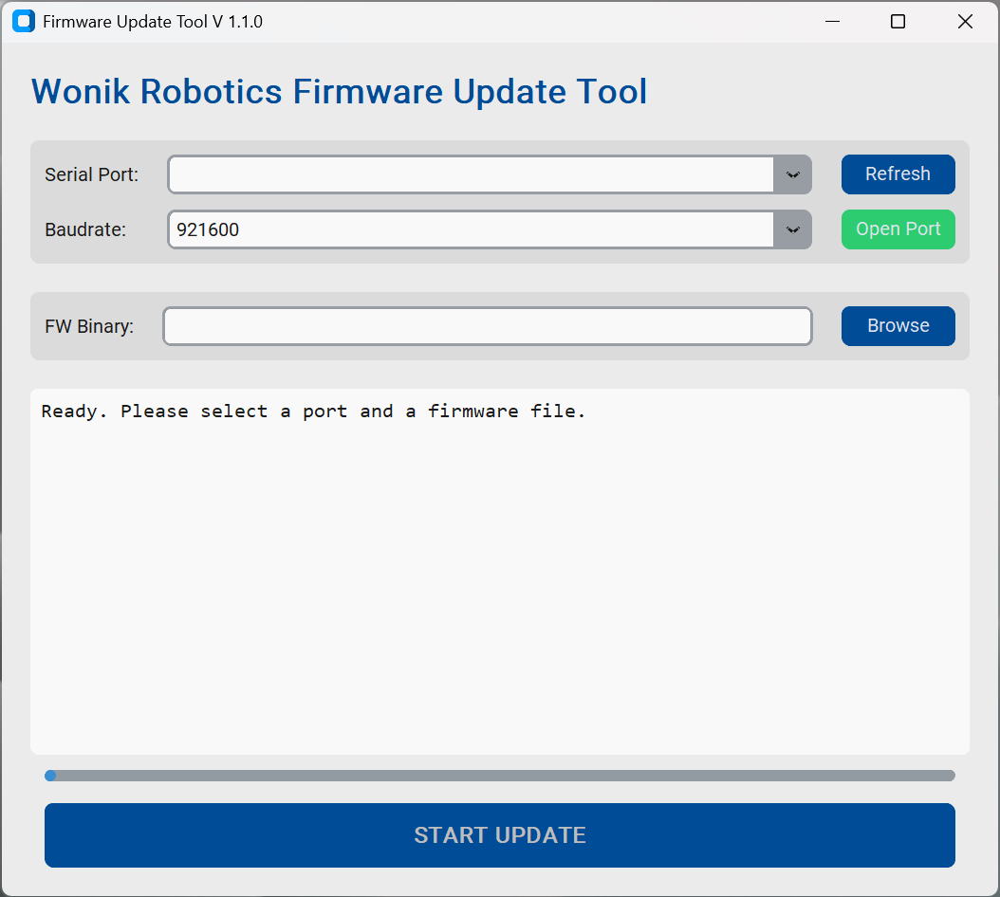 Firmware Update Tool V 1.1.0
Wonik Robotics Firmware Update Tool
Serial Port:
Refresh
Baudrate:
921600
Open Port
FW Binary:
Browse
Ready. Please select a port and a firmware file.
START UPDATE